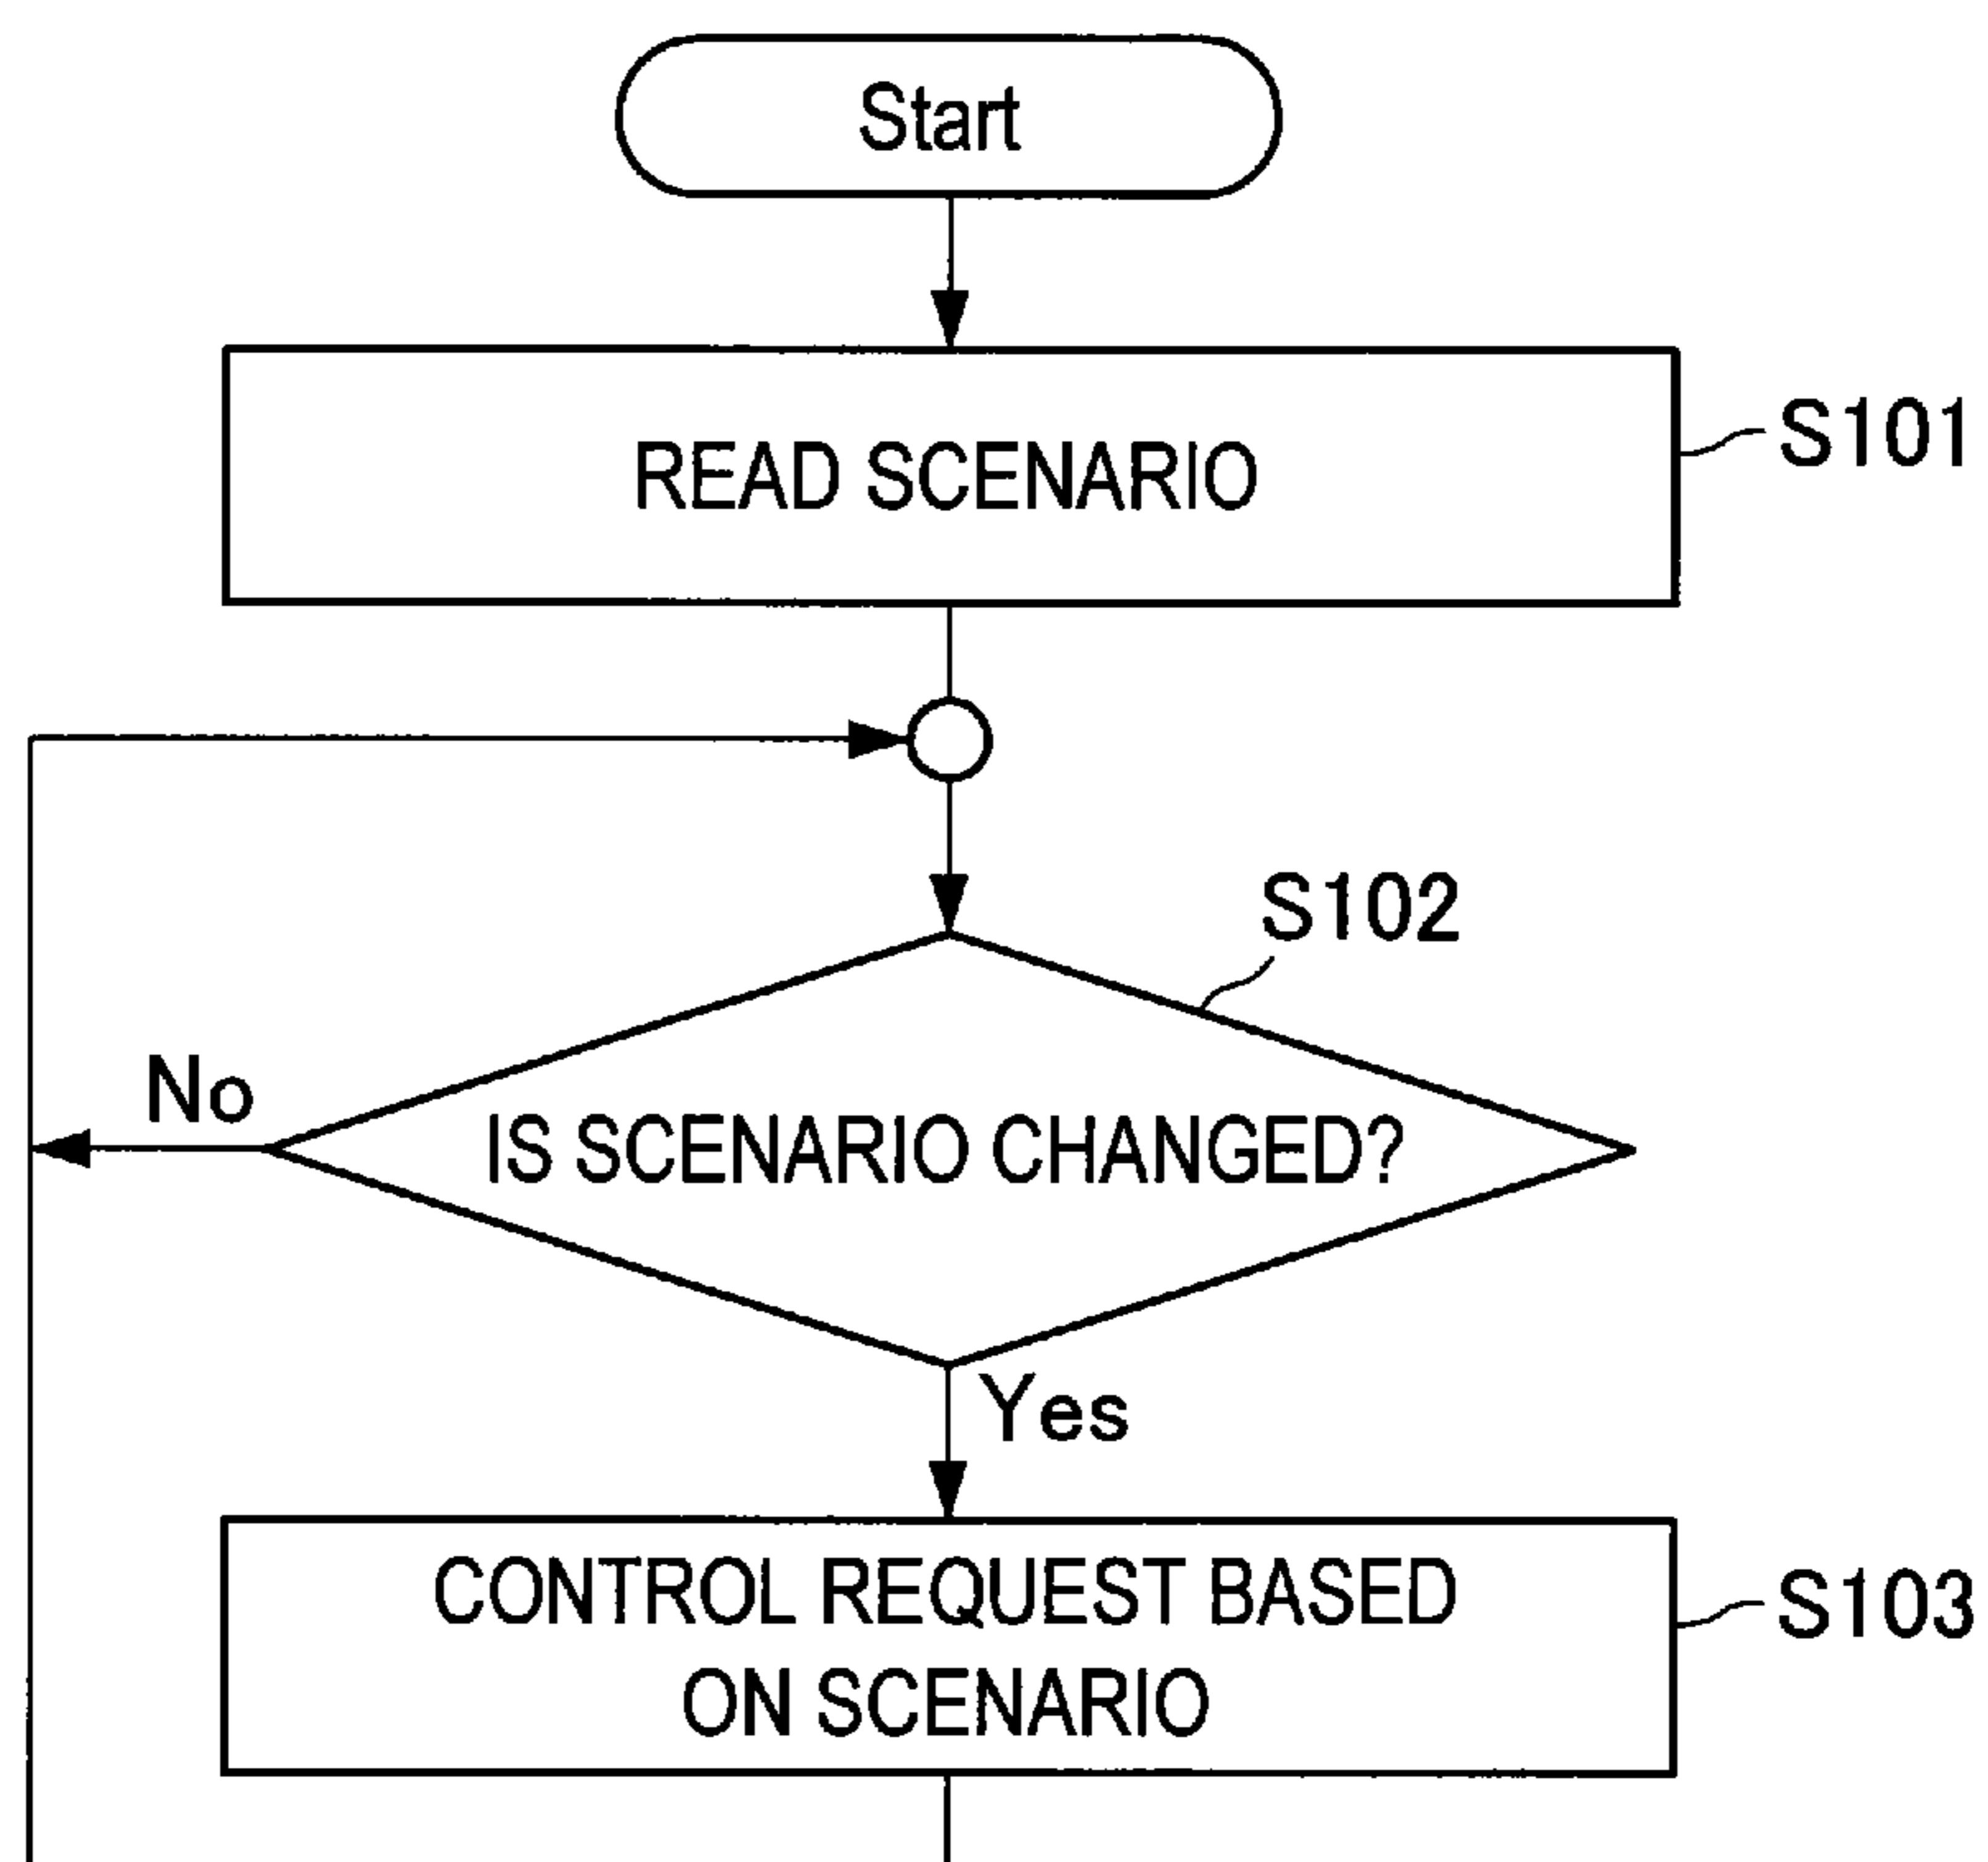 Start
READ SCENARIO
S101
S102
No
IS SCENARIO CHANGED?
Yes
CONTROL REQUEST BASED
ON SCENARIO
S103